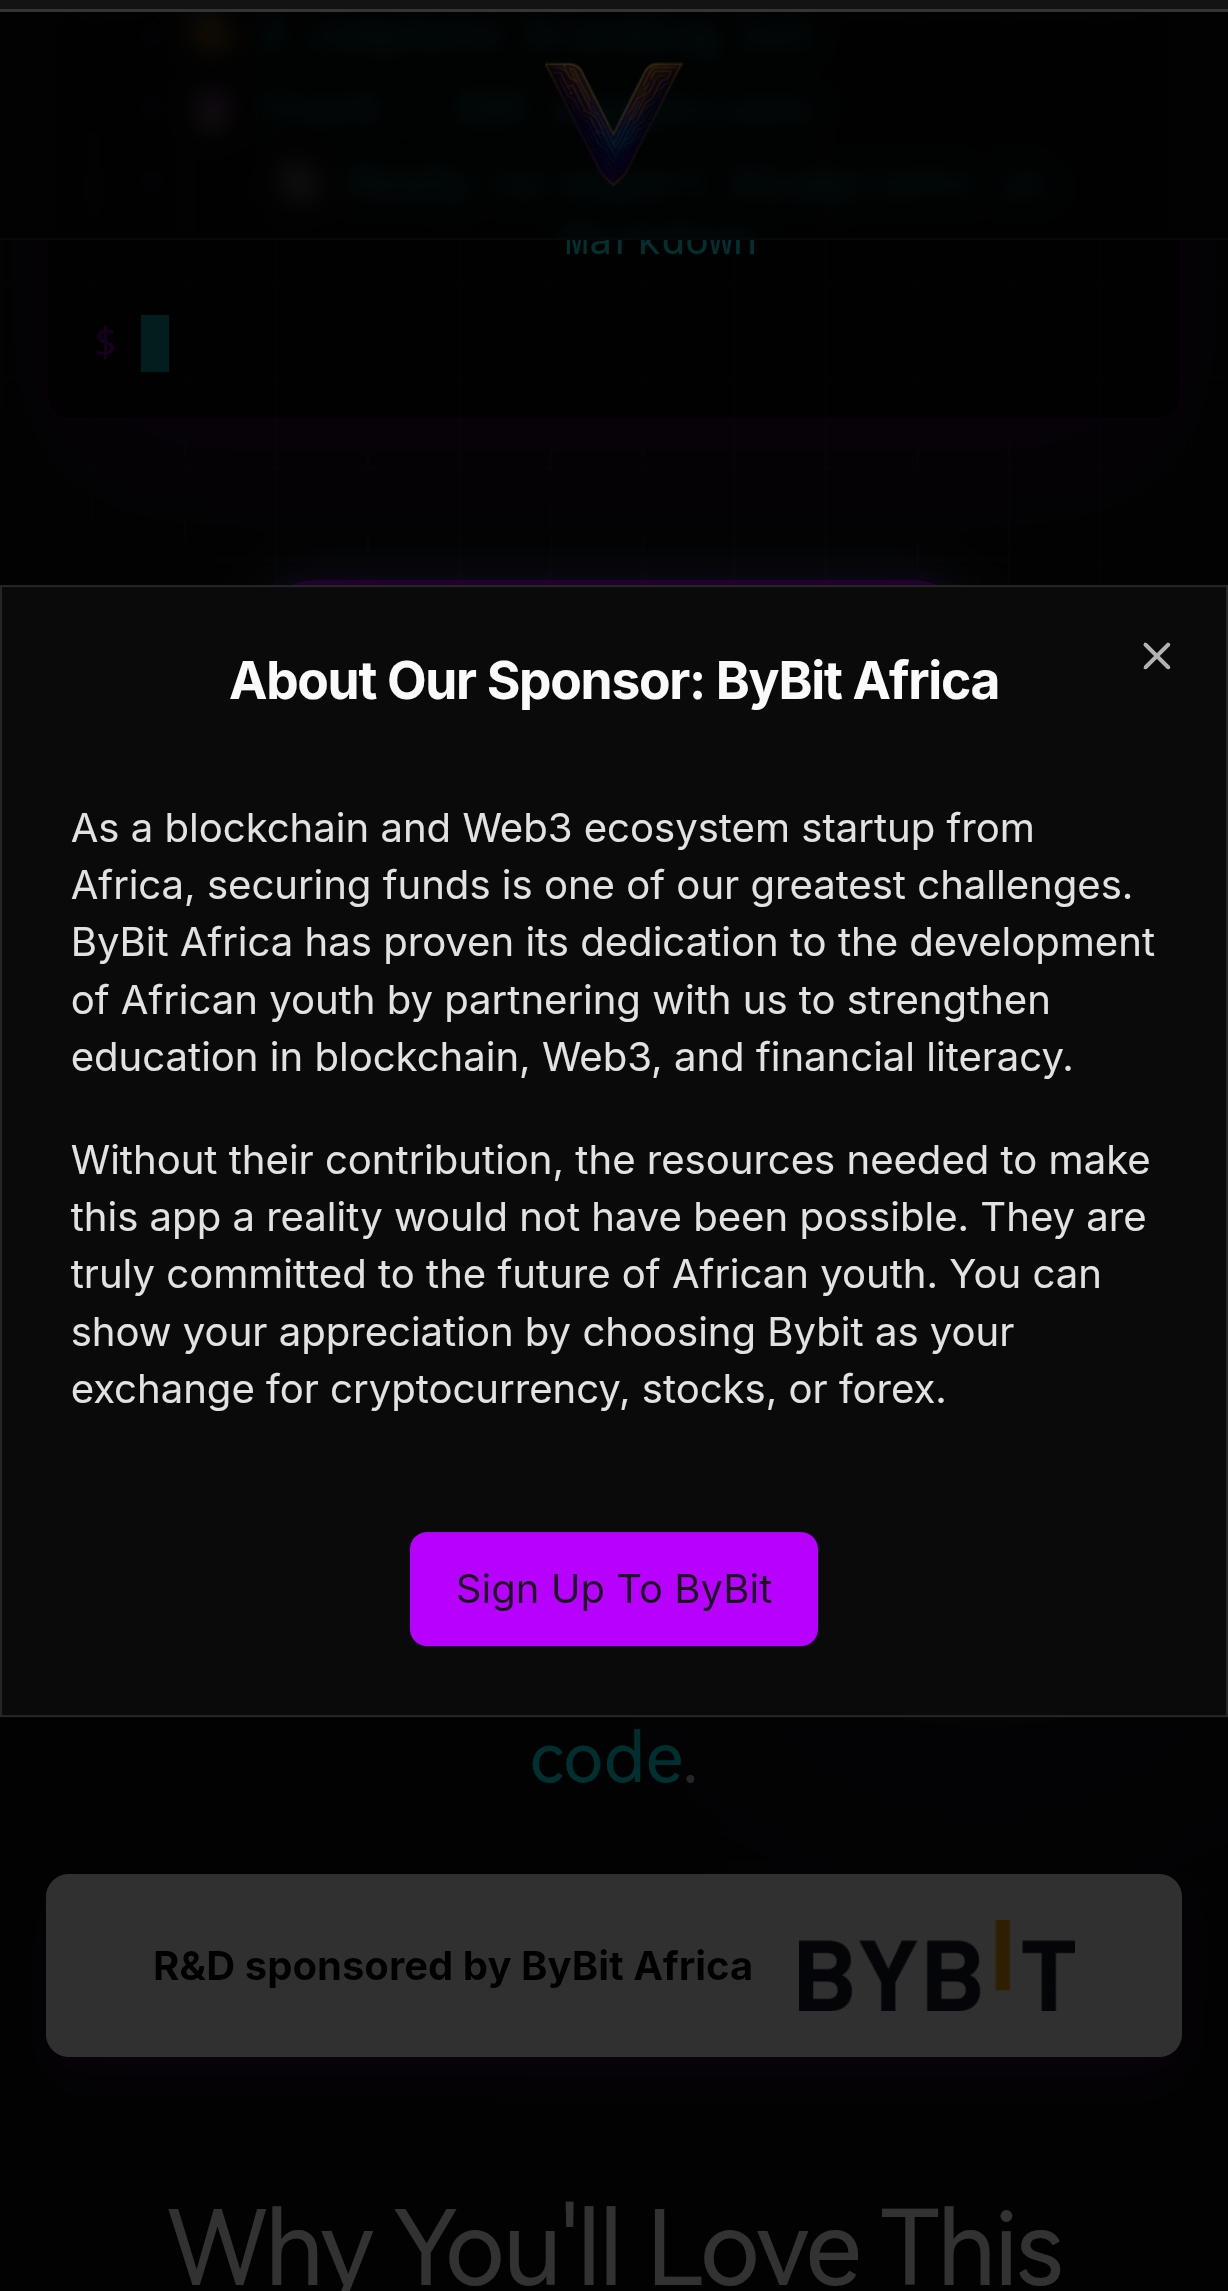 Markdown
$
About Our Sponsor: ByBit Africa
As a blockchain and Web3 ecosystem startup from
Africa, securing funds is one of our greatest challenges.
ByBit Africa has proven its dedication to the development
of African youth by partnering with us to strengthen
education in blockchain, Web3, and financial literacy.
Without their contribution, the resources needed to make
this app a reality would not have been possible. They are
truly committed to the future of African youth. You can
show your appreciation by choosing Bybit as your
exchange for cryptocurrency, stocks, or forex.
Sign Up To ByBit
code.
R&D sponsored by ByBit Africa BYBIT
Why You'll Love This